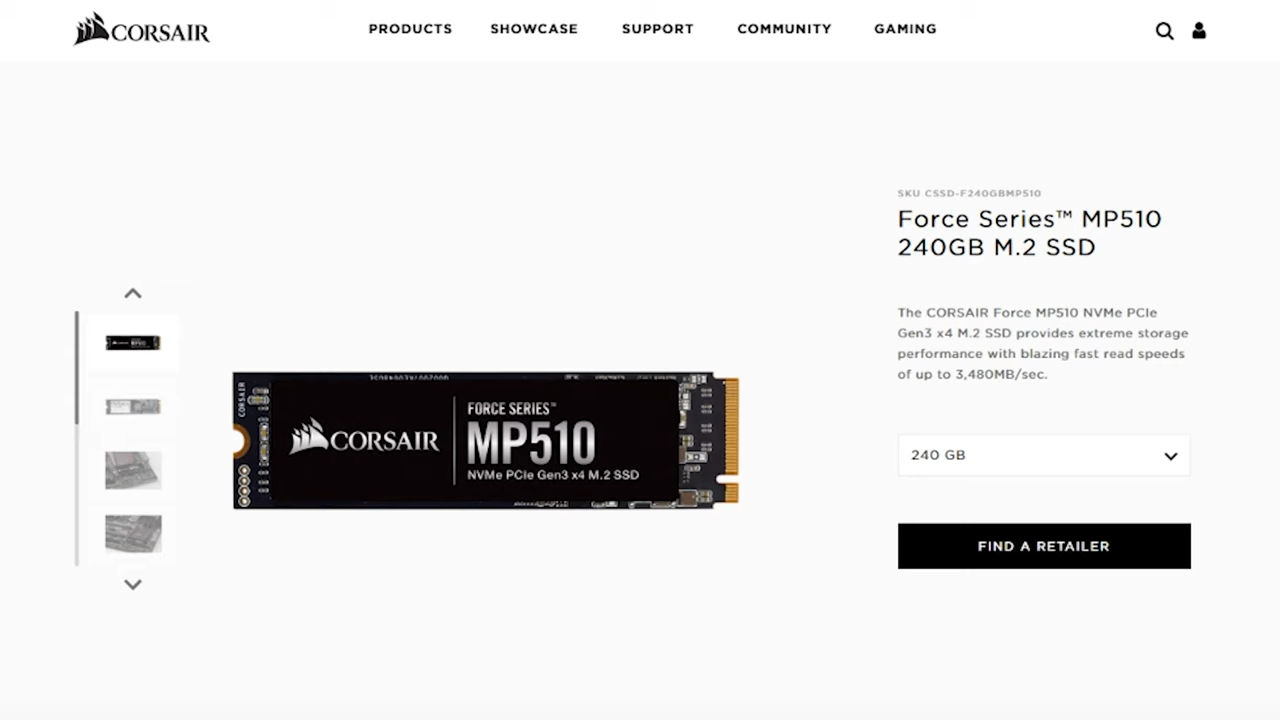 CORSAIR
PRODUCTS
SHOWCASE
SUPPORT
COMMUNITY
GAMING
SKU CSSD-F240GBMP510
Force Series™ MP510
240GB M.2 SSD
The CORSAIR Force MP510 NVMe PCIe
Gen3 x4 M.2 SSD provides extreme storage
performance with blazing fast read speeds
of up to 3,480MB/sec.
240 GB
FIND A RETAILER
CORSAIR
CORSAIR
FORCE SERIES™
MP510
NVMe PCIe Gen3 x4 M.2 SSD